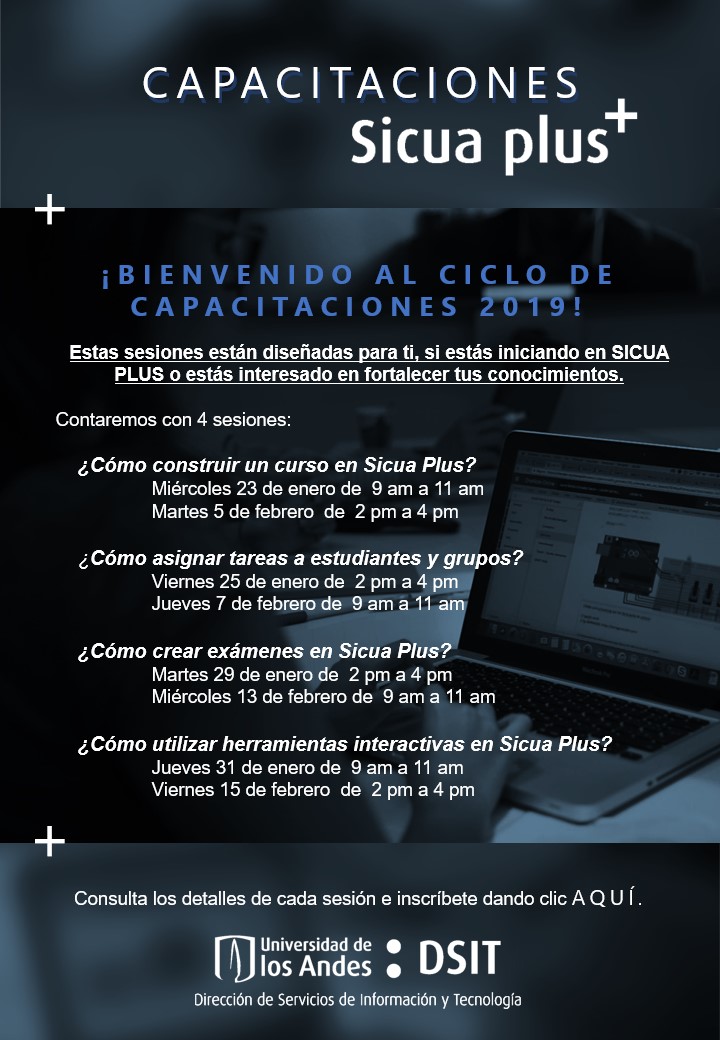 CAPACITACIONES
Sicua plus+
¡BIENVENIDO AL CICLO DE
CAPACITACIONES 2019!
Estas sesiones están diseñadas para ti, si estás iniciando en SICUA
PLUS o estás interesado en fortalecer tus conocimientos.
Contaremos con 4 sesiones:
¿Cómo construir un curso en Sicua Plus?
Miércoles 23 de enero de 9 am a 11 am
Martes 5 de febrero de 2 pm a 4 pm
¿Cómo asignar tareas a estudiantes y grupos?
Viernes 25 de enero de 2 pm a 4 pm
Jueves 7 de febrero de 9 am a 11 am
¿Cómo crear exámenes en Sicua Plus?
Martes 29 de enero de 2 pm a 4 pm
Miércoles 13 de febrero de 9 am a 11 am
¿Cómo utilizar herramientas interactivas en Sicua Plus?
Jueves 31 de enero de 9 am a 11 am
Viernes 15 de febrero de 2 pm a 4 pm
Consulta los detalles de cada sesión e inscríbete dando clic AQUÍ.
Universidad de
los Andes
DSIT
Dirección de Servicios de Información y Tecnología